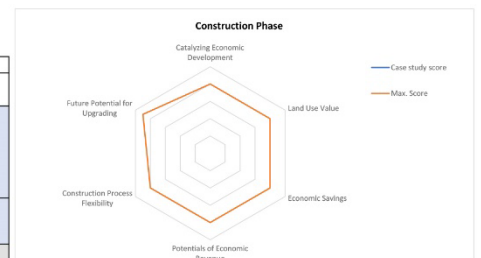 Construction Phase
Catalyzing Economic
Development
Case study score
Max. Score
Future Potential for
Upgrading
Land Use Value
Construction Process
Flexibility
Economic Savings
Potentials of Economic
Revenue